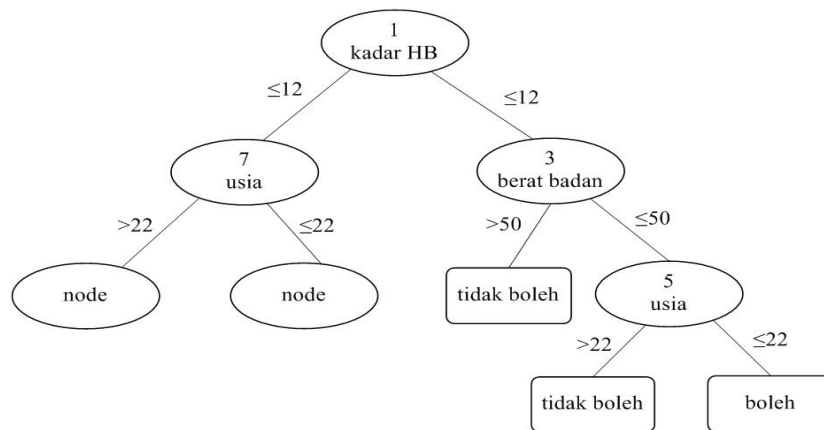 1
kadar HB
≤12
≤12
7
usia
3
berat badan
>22
≤22
>50
≤50
node
node
tidak boleh
5
usia
>22
≤22
tidak boleh
boleh